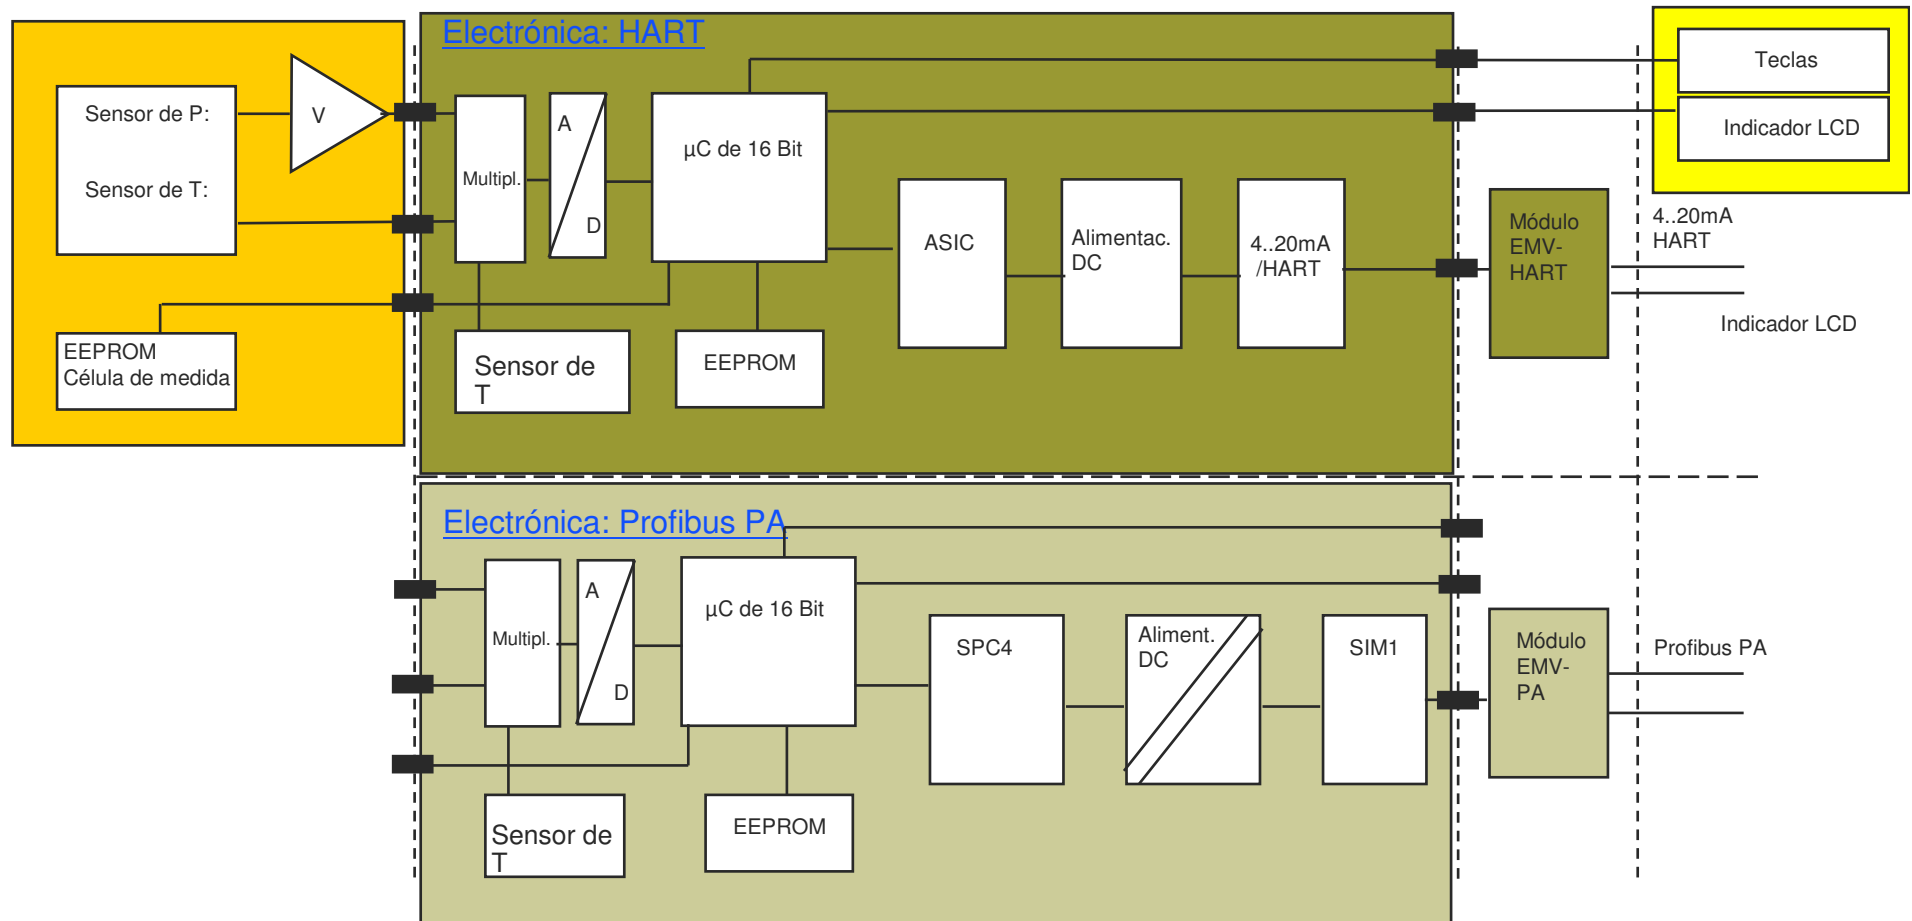 Electrónica: HART
Sensor de P:
V
Sensor de T:
EEPROM
Célula de medida
Multipl.
A
D
µC de 16 Bit
Sensor de
T
EEPROM
ASIC
Alimentac.
DC
4..20mA
/HART
Teclas
Indicador LCD
Módulo
EMV-
HART
4..20mA
HART
Indicador LCD
Electrónica: Profibus PA
Multipl.
A
D
µC de 16 Bit
Sensor de
T
EEPROM
SPC4
Aliment.
DC
SIM1
Módulo
EMV-
PA
Profibus PA